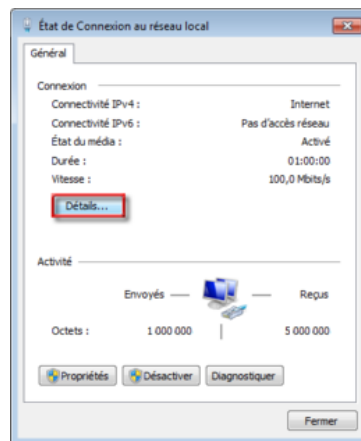 État de Connexion au réseau local
Général
Connexion
Connectivité IPv4 : Internet
Connectivité IPv6 : Pas d'accès réseau
État du média : Activé
Durée : 01:00:00
Vitesse : 100,0 Mbits/s
Détails...
Activité
Envoyés — — Reçus
Octets : 1 000 000 5 000 000
Propriétés Désactiver Diagnostiquer
Fermer